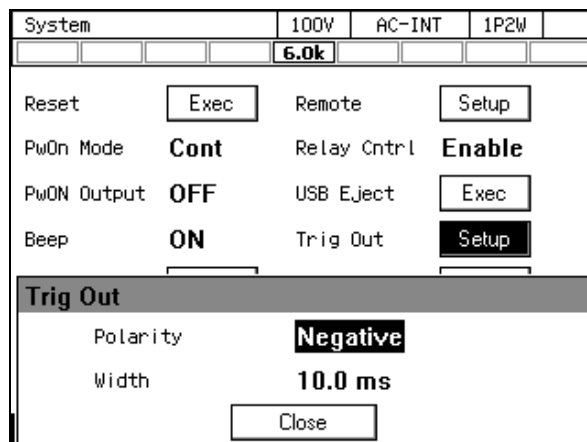 System 100V AC-INT 1P2W
6.0k
Reset Exec Remote Setup
PwOn Mode Cont Relay Cntrl Enable
PwON Output OFF USB Eject Exec
Beep ON Trig Out Setup
Trig Out
Polarity Negative
Width 10.0 ms
Close